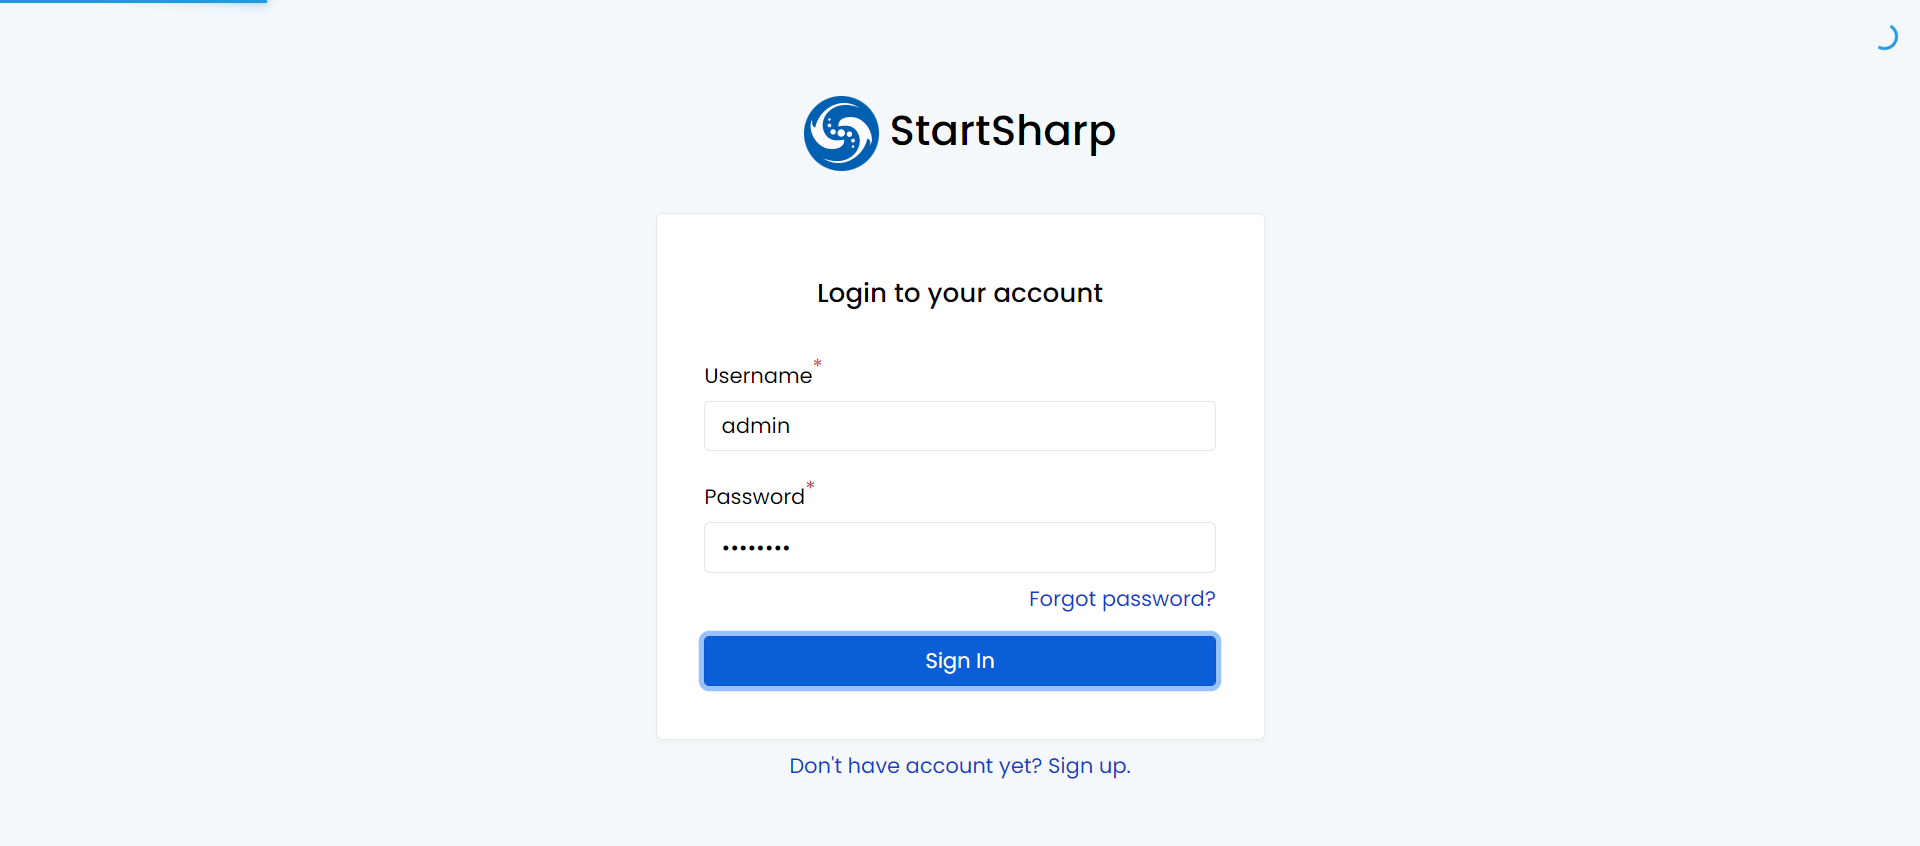 StartSharp
Login to your account
Username*
admin
Password*
••••••••
Forgot password?
Sign In
Don't have account yet? Sign up.